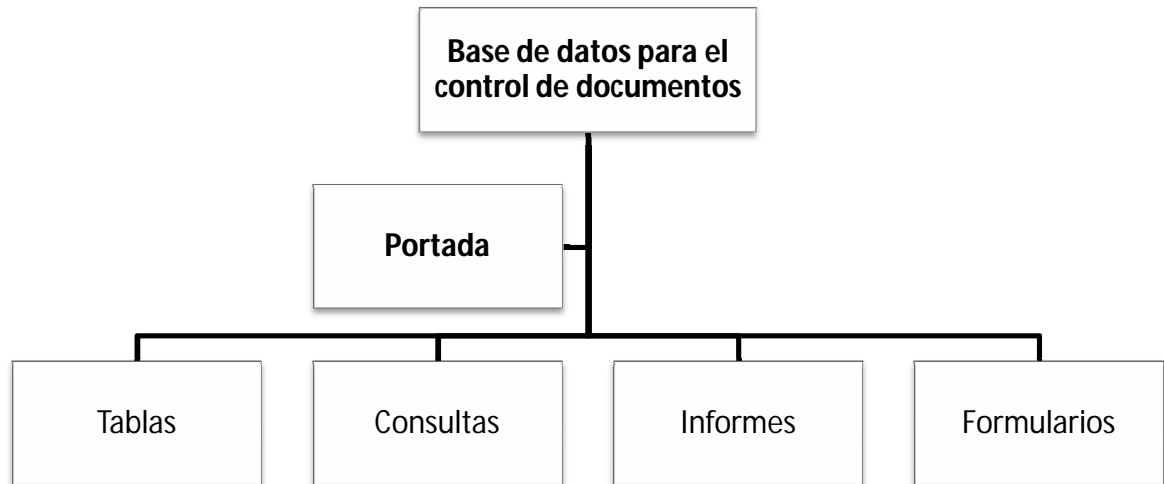 Base de datos para el
control de documentos
Portada
Tablas
Consultas
Informes
Formularios